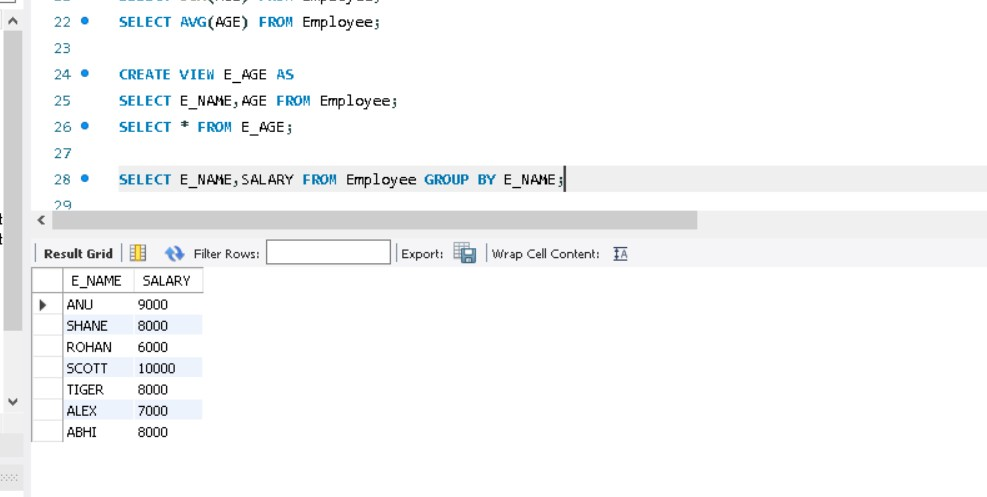 22 SELECT AVG(AGE) FROM Employee;
23
24 CREATE VIEW E_AGE AS
25 SELECT E_NAME,AGE FROM Employee;
26 SELECT * FROM E_AGE;
27
28 SELECT E_NAME,SALARY FROM Employee GROUP BY E_NAME;
29
Result Grid Filter Rows: Export: Wrap Cell Content:
E_NAME SALARY
ANU 9000
SHANE 8000
ROHAN 6000
SCOTT 10000
TIGER 8000
ALEX 7000
ABHI 8000